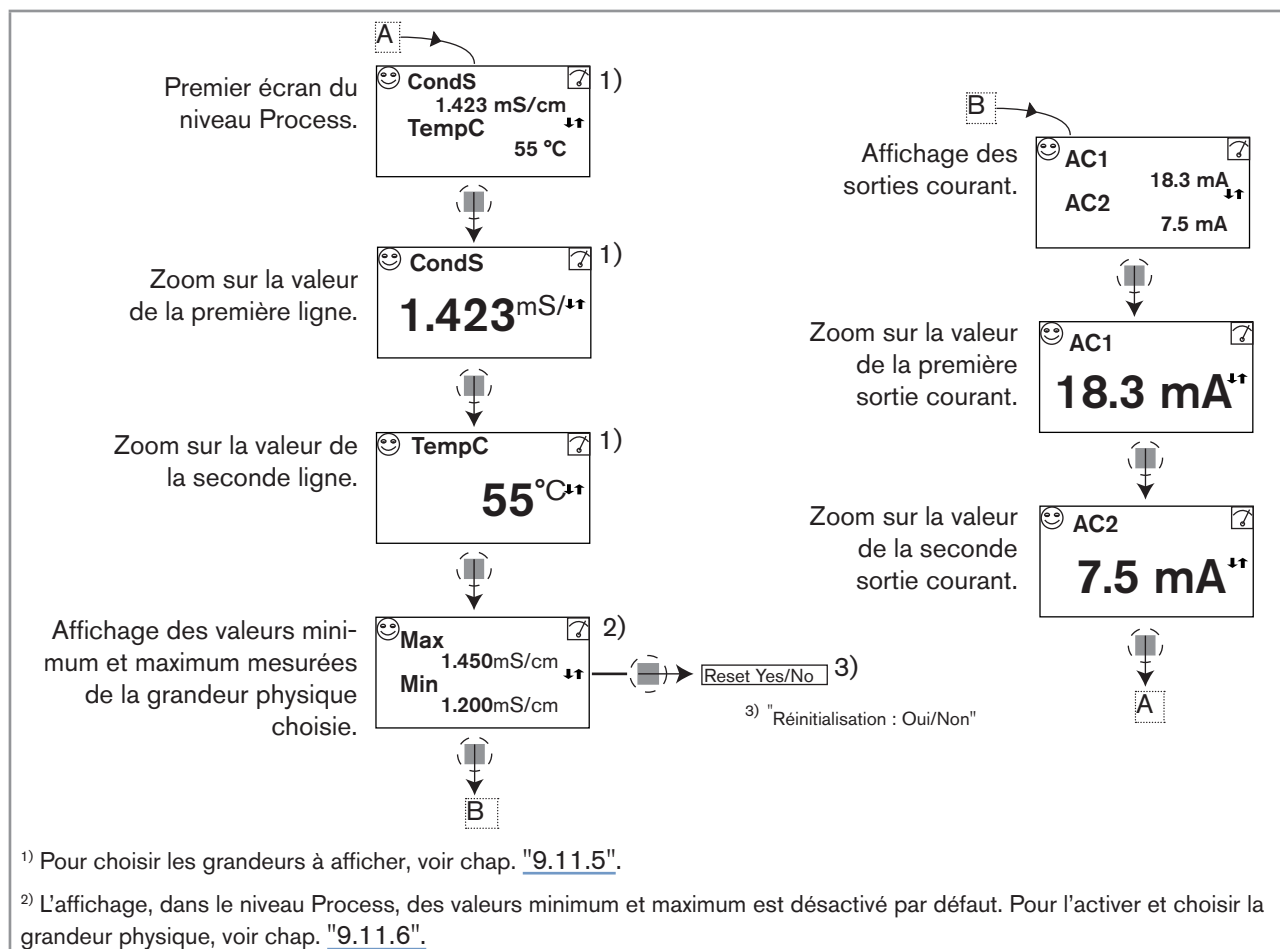 A
Premier écran du
niveau Process.
CondS
1.423 mS/cm
TempC
55 °C
1)
Zoom sur la valeur
de la première ligne.
CondS
1.423mS/
1)
Zoom sur la valeur de
la seconde ligne.
TempC
55°C
1)
Affichage des valeurs mini-
mum et maximum mesurées
de la grandeur physique
choisie.
Max
1.450mS/cm
Min
1.200mS/cm
2)
Reset Yes/No 3)
3) "Réinitialisation : Oui/Non"
B
B
Affichage des
sorties courant.
AC1
18.3 mA
AC2
7.5 mA
Zoom sur la valeur
de la première
sortie courant.
AC1
18.3 mA
Zoom sur la valeur
de la seconde
sortie courant.
AC2
7.5 mA
A
1) Pour choisir les grandeurs à afficher, voir chap. "9.11.5".
2) L'affichage, dans le niveau Process, des valeurs minimum et maximum est désactivé par défaut. Pour l'activer et choisir la
grandeur physique, voir chap. "9.11.6".